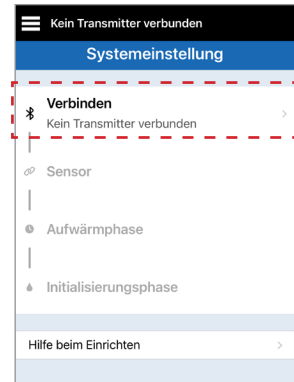 Kein Transmitter verbunden
Systemeinstellung
Verbinden
Kein Transmitter verbunden
Sensor
Aufwärmphase
Initialisierungsphase
Hilfe beim Einrichten